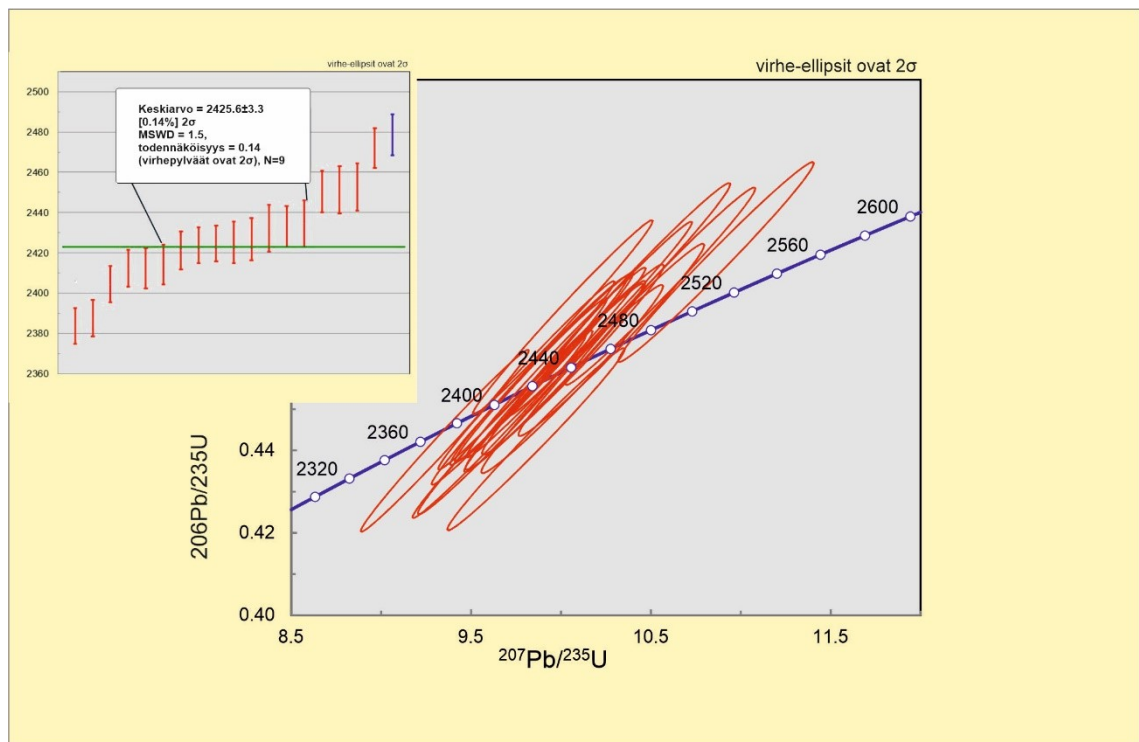 virhe-ellipsit ovat 2σ
2500
2480
2460
2440
2420
2400
2380
2360
Keskiarvo = 2425.6±3.3
[0.14%] 2σ
MSWD = 1.5,
todennäköisyys = 0.14
(virhepylväät ovat 2σ), N=9
virhe-ellipsit ovat 2σ
2600
2560
2520
2480
2440
2400
2360
2320
0.44
0.42
0.40
206Pb/235U
8.5
9.5
10.5
11.5
²⁰⁷Pb/²³⁵U